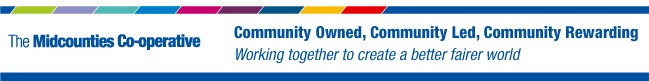 The Midcounties Co-operative
Community Owned, Community Led, Community Rewarding
Working together to create a better fairer world